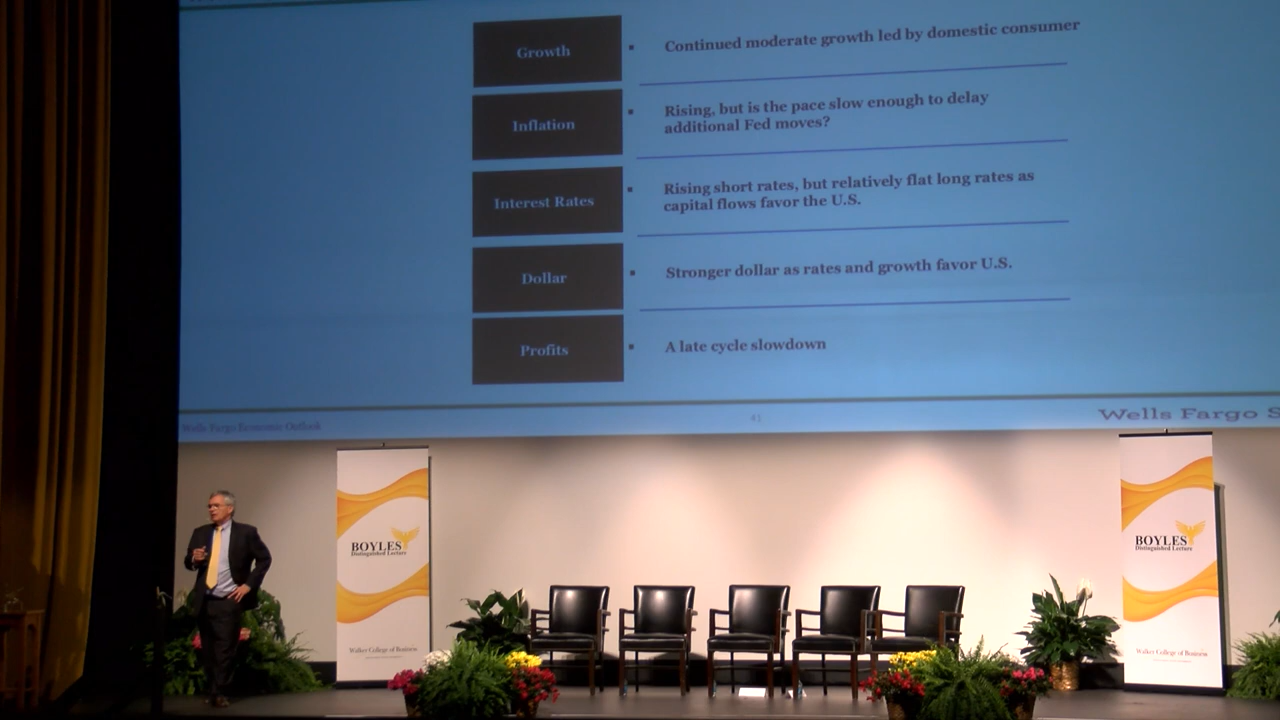 Growth
Continued moderate growth led by domestic consumer
Inflation
Rising, but is the pace slow enough to delay
additional Fed moves?
Interest Rates
Rising short rates, but relatively flat long rates as
capital flows favor the U.S.
Dollar
Stronger dollar as rates and growth favor U.S.
Profits
A late cycle slowdown
Wells Fargo Economic Outlook
41
Wells Fargo S
BOYLES
Distinguished Lecture
Walker College of Business
BOYLES
Distinguished Lecture
Walker College of Business